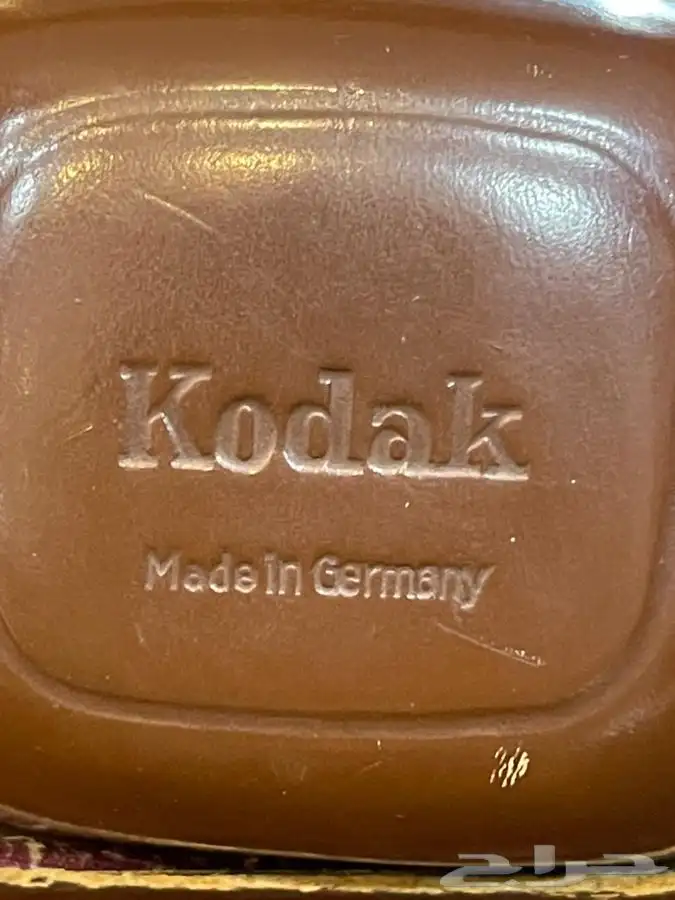 Kodak
Made in Germany
حراج